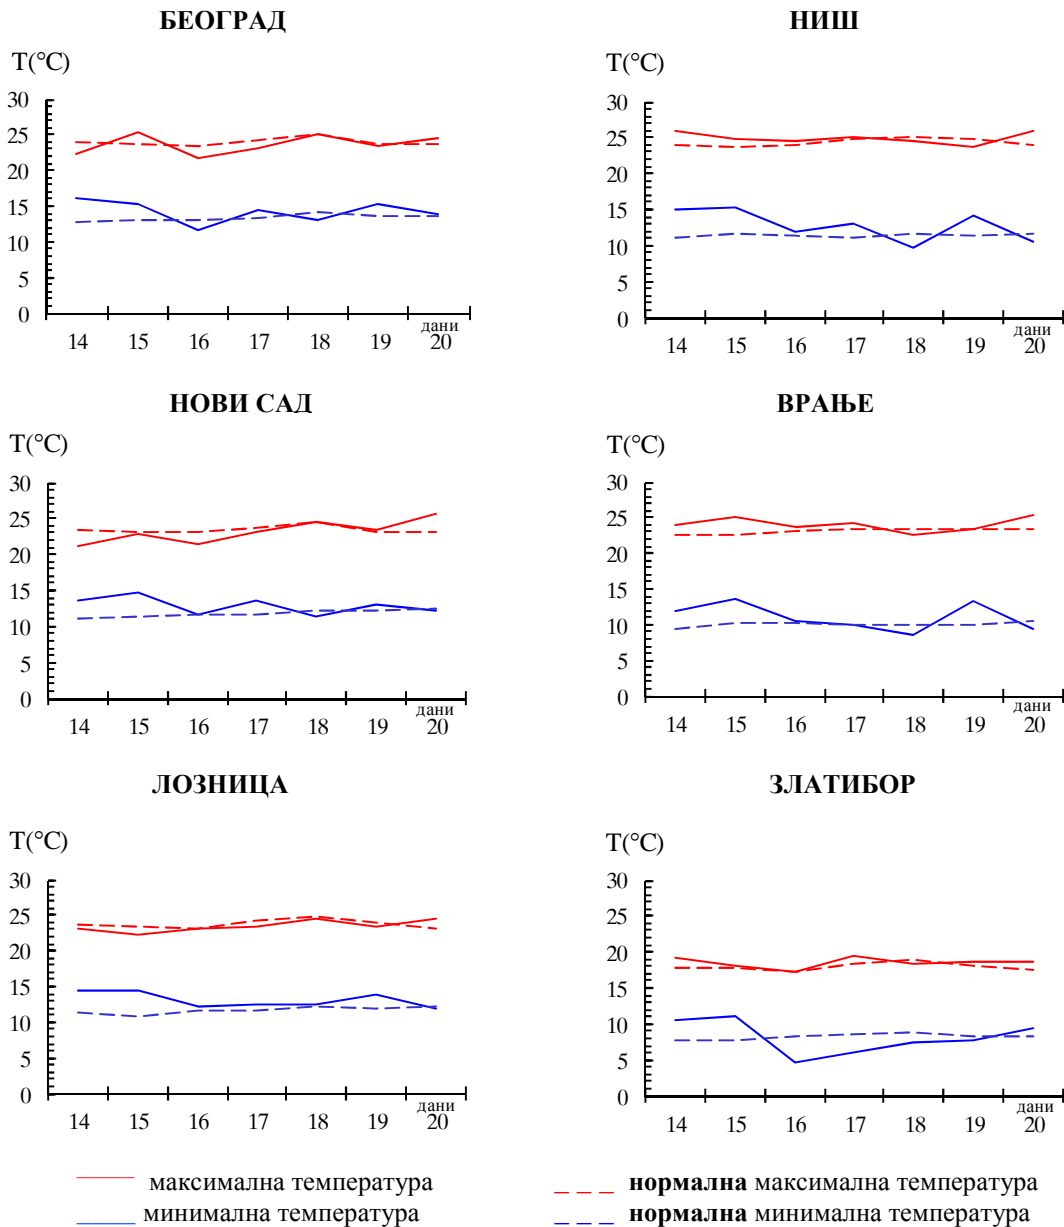 БЕОГРАД
T(°C)
30
25
20
15
10
5
0
14 15 16 17 18 19 20
дани
НИШ
T(°C)
30
25
20
15
10
5
0
14 15 16 17 18 19 20
дани
НОВИ САД
T(°C)
30
25
20
15
10
5
0
14 15 16 17 18 19 20
дани
ВРАЊЕ
T(°C)
30
25
20
15
10
5
0
14 15 16 17 18 19 20
дани
ЛОЗНИЦА
T(°C)
30
25
20
15
10
5
0
14 15 16 17 18 19 20
дани
ЗЛАТИБОР
T(°C)
30
25
20
15
10
5
0
14 15 16 17 18 19 20
дани
максимална температура
минимална температура
нормална максимална температура
нормална минимална температура